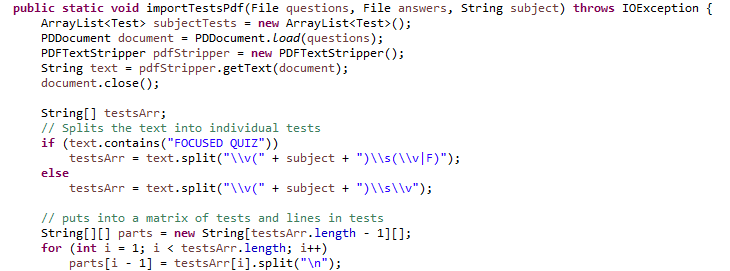 public static void importTestsPdf(File questions, File answers, String subject) throws IOException {
    ArrayList<Test> subjectTests = new ArrayList<Test>();
    PDDocument document = PDDocument.load(questions);
    PDFTextStripper pdfStripper = new PDFTextStripper();
    String text = pdfStripper.getText(document);
    document.close();

    String[] testsArr;
    // Splits the text into individual tests
    if (text.contains("FOCUSED QUIZ"))
        testsArr = text.split("\\v(" + subject + ")\\s(\\v|F)");
    else
        testsArr = text.split("\\v(" + subject + ")\\s\\v");

    // puts into a matrix of tests and lines in tests
    String[][] parts = new String[testsArr.length - 1][];
    for (int i = 1; i < testsArr.length; i++)
        parts[i - 1] = testsArr[i].split("\n");